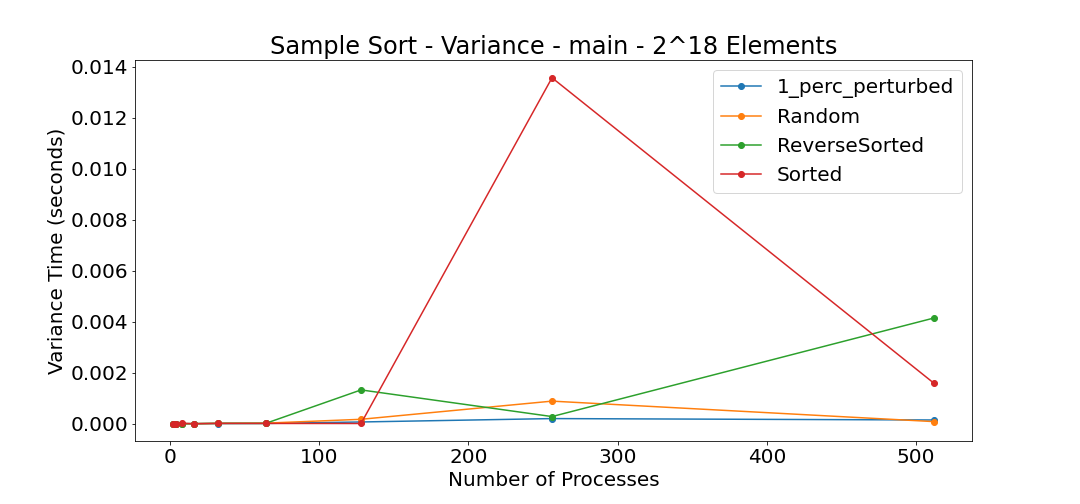 Sample Sort - Variance - main - 2^18 Elements
Variance Time (seconds)
0.014
0.012
0.010
0.008
0.006
0.004
0.002
0.000
1_perc_perturbed
Random
ReverseSorted
Sorted
0 100 200 300 400 500
Number of Processes